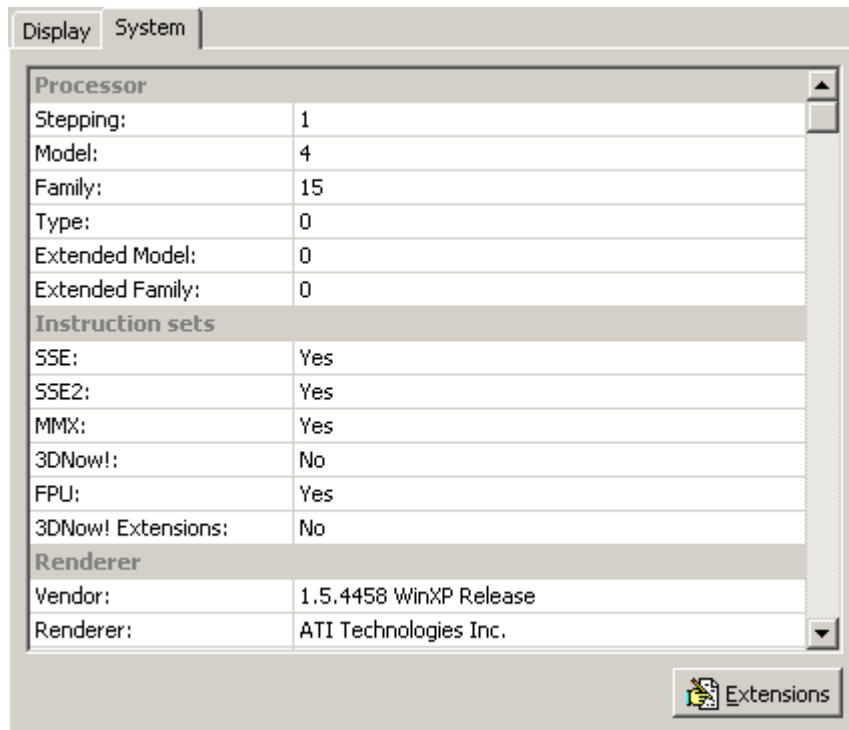 Display System
Processor
Stepping: 1
Model: 4
Family: 15
Type: 0
Extended Model: 0
Extended Family: 0
Instruction sets
SSE: Yes
SSE2: Yes
MMX: Yes
3DNow!: No
FPU: Yes
3DNow! Extensions: No
Renderer
Vendor: 1.5.4458 WinXP Release
Renderer: ATI Technologies Inc.
Extensions